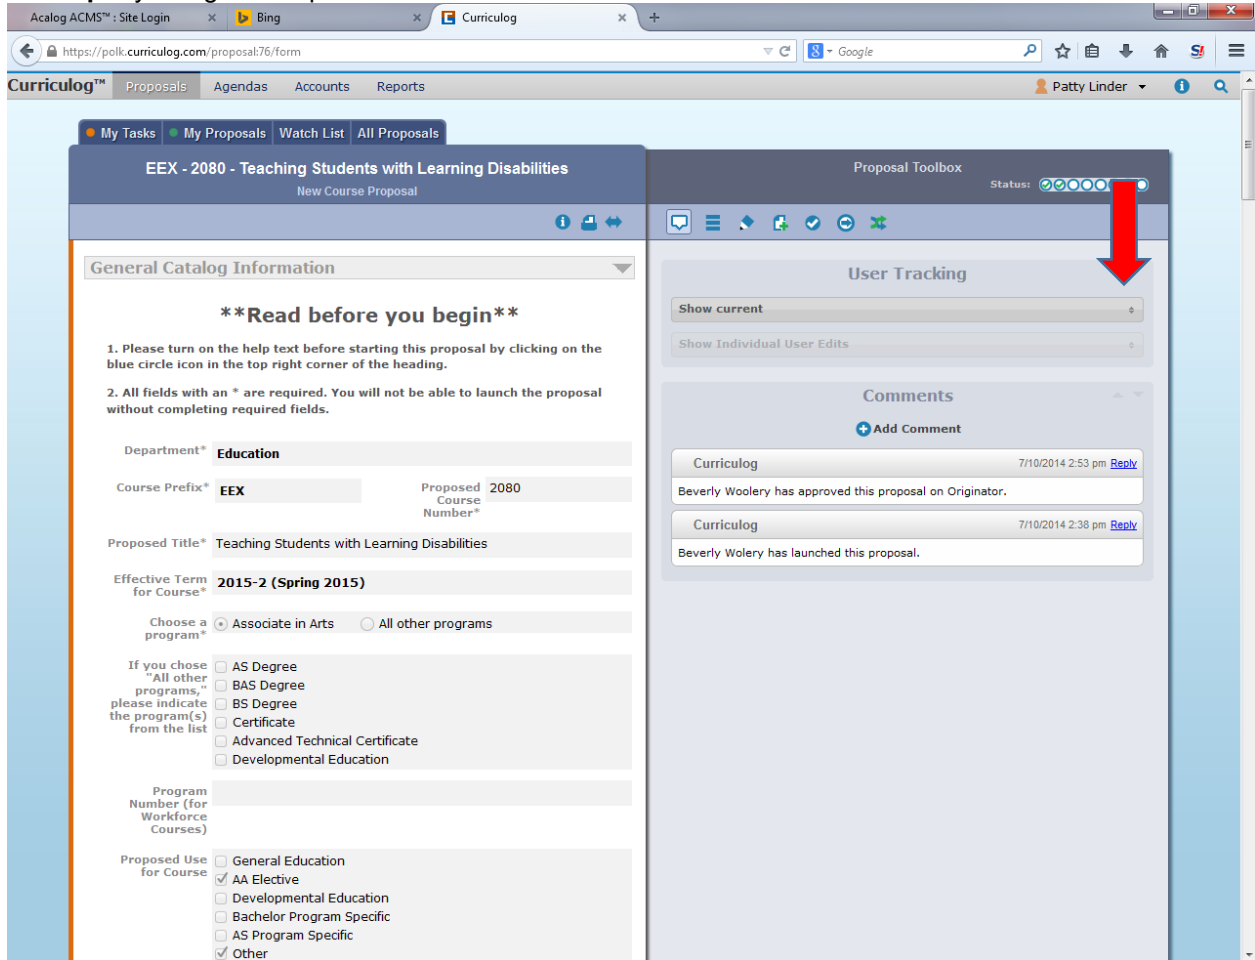 Acalog ACMS™ : Site Login × Bing × Curriculog × +
https://polk.curriculog.com/proposal:76/form Google
Curriculog™ Proposals Agendas Accounts Reports Patty Linder
My Tasks My Proposals Watch List All Proposals
EEX - 2080 - Teaching Students with Learning Disabilities
New Course Proposal
Proposal Toolbox
Status:
General Catalog Information
**Read before you begin**
1. Please turn on the help text before starting this proposal by clicking on the
blue circle icon in the top right corner of the heading.
2. All fields with an * are required. You will not be able to launch the proposal
without completing required fields.
Department* Education
Course Prefix* EEX
Proposed Course Number* 2080
Proposed Title* Teaching Students with Learning Disabilities
Effective Term
for Course* 2015-2 (Spring 2015)
Choose a
program* Associate in Arts All other programs
If you chose
"All other
programs,"
please indicate
the program(s)
from the list
AS Degree
BAS Degree
BS Degree
Certificate
Advanced Technical Certificate
Developmental Education
Program
Number (for
Workforce
Courses)
Proposed Use
for Course
General Education
AA Elective
Developmental Education
Bachelor Program Specific
AS Program Specific
Other
User Tracking
Show current
Show Individual User Edits
Comments
Add Comment
Curriculog 7/10/2014 2:53 pm Reply
Beverly Woolery has approved this proposal on Originator.
Curriculog 7/10/2014 2:38 pm Reply
Beverly Wolery has launched this proposal.